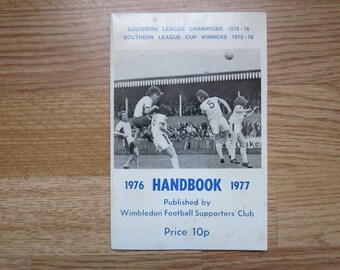 SOUTHERN LEAGUE CHAMPIONS 1975-76
SOUTHERN LEAGUE CUP WINNERS 1975-76
5
1976 HANDBOOK 1977
Published by
Wimbledon Football Supporters' Club
Price 10p